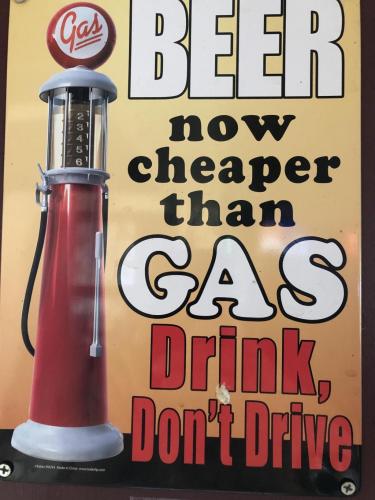 Gas
BEER
now
cheaper
than
GAS
Drink,
Don't Drive
2
3
4
5
6